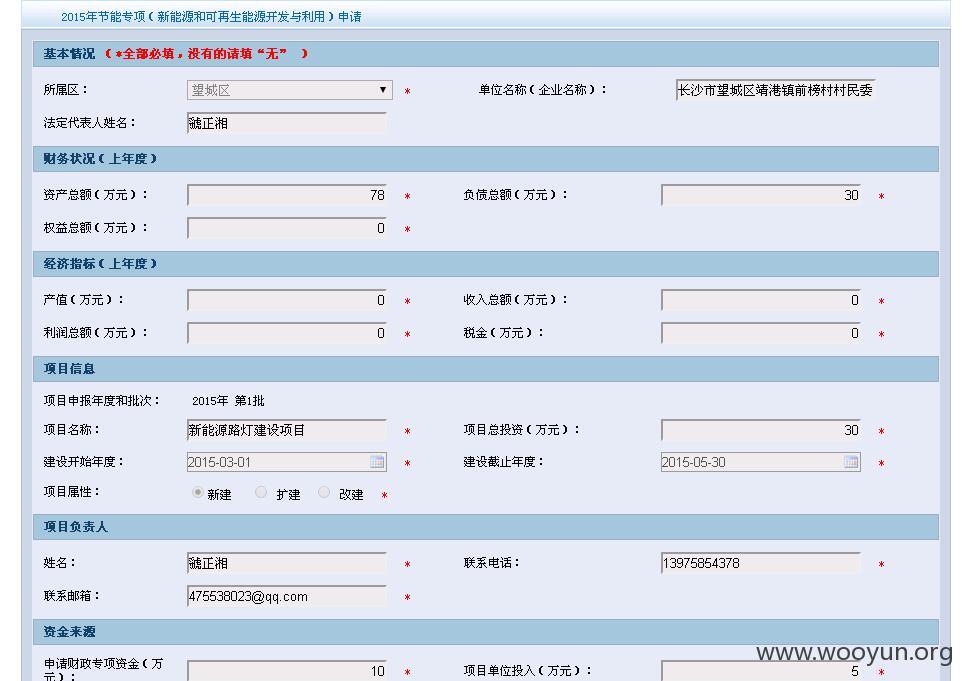 2015年节能专项（新能源和可再生能源开发与利用）申请
基本情况 （*全部必填，没有的请填“无” ）
所属区： 望城区 * 单位名称（企业名称）： 长沙市望城区靖港镇前榜村村民委
法定代表人姓名： 虢正湘
财务状况（上年度）
资产总额（万元）： 78 * 负债总额（万元）： 30 *
权益总额（万元）： 0 *
经济指标（上年度）
产值（万元）： 0 * 收入总额（万元）： 0 *
利润总额（万元）： 0 * 税金（万元）： 0 *
项目信息
项目申报年度和批次： 2015年 第1批
项目名称： 新能源路灯建设项目 * 项目总投资（万元）： 30 *
建设开始年度： 2015-03-01 * 建设截止年度： 2015-05-30 *
项目属性： 新建 扩建 改建 *
项目负责人
姓名： 虢正湘 * 联系电话： 13975854378 *
联系邮箱： 475538023@qq.com *
资金来源
申请财政专项资金（万元）： 10 * 项目单位投入（万元）： 5 *
www.wooyun.org